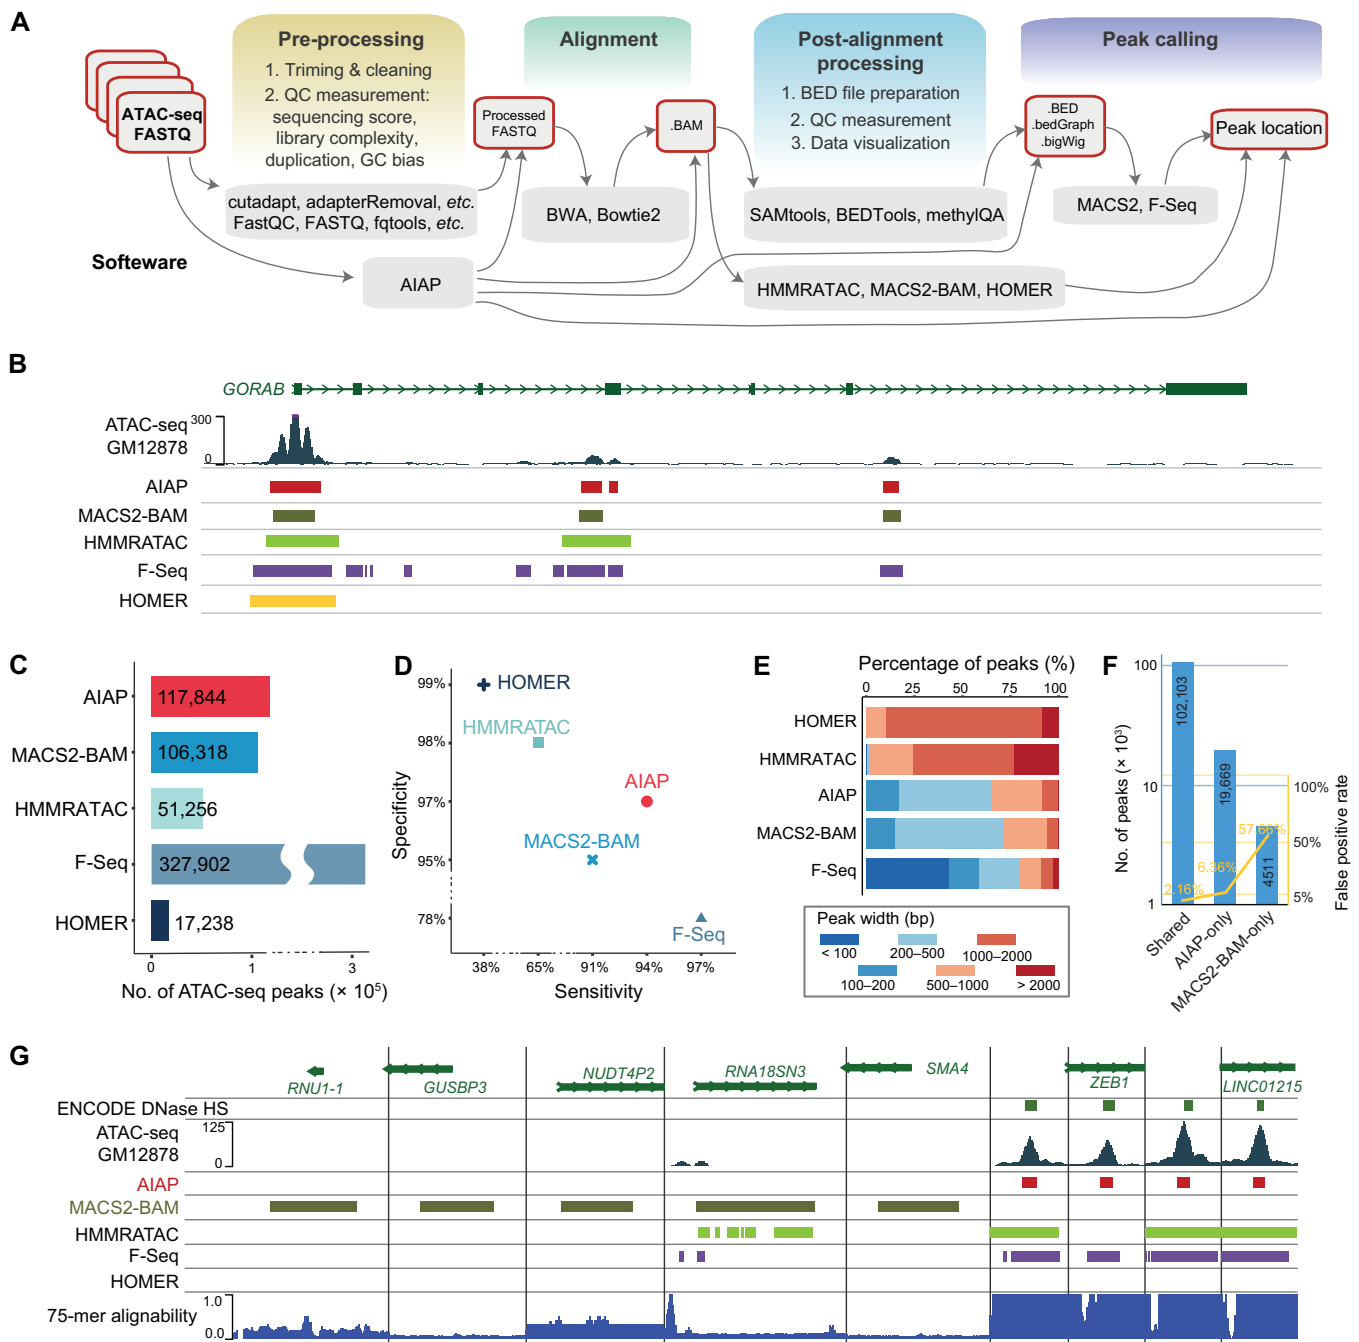 A
Pre-processing
1. Triming & cleaning
2. QC measurement:
sequencing score,
library complexity,
duplication, GC bias
Alignment
Post-alignment
processing
1. BED file preparation
2. QC measurement
3. Data visualization
Peak calling
ATAC-seq
FASTQ
Processed
FASTQ
.BAM
.BED
.bedGraph
.bigWig
Peak location
cutadapt, adapterRemoval, etc.
FastQC, FASTQ, fqtools, etc.
BWA, Bowtie2
SAMtools, BEDTools, methylQA
MACS2, F-Seq
Softeware
AIAP
HMMRATAC, MACS2-BAM, HOMER
B
GORAB
ATAC-seq
GM12878
300
0
AIAP
MACS2-BAM
HMMRATAC
F-Seq
HOMER
C
AIAP
117,844
MACS2-BAM
106,318
HMMRATAC
51,256
F-Seq
327,902
HOMER
17,238
0 1 3
No. of ATAC-seq peaks (× 10⁵)
D
99%
98%
97%
95%
78%
Specificity
HOMER
HMMRATAC
AIAP
MACS2-BAM
F-Seq
38% 65% 91% 94% 97%
Sensitivity
E
Percentage of peaks (%)
0 25 50 75 100
HOMER
HMMRATAC
AIAP
MACS2-BAM
F-Seq
Peak width (bp)
< 100
200–500
1000–2000
100–200
500–1000
> 2000
F
100
10
1
No. of peaks (× 10³)
102,103
19,669
4511
2.16%
6.36%
57.66%
100%
50%
5%
False positive rate
Shared
AIAP-only
MACS2-BAM-only
G
RNU1-1
GUSBP3
NUDT4P2
RNA18SN3
SMA4
ZEB1
LINC01215
ENCODE DNase HS
ATAC-seq
GM12878
125
0
AIAP
MACS2-BAM
HMMRATAC
F-Seq
HOMER
75-mer alignability
1.0
0.0